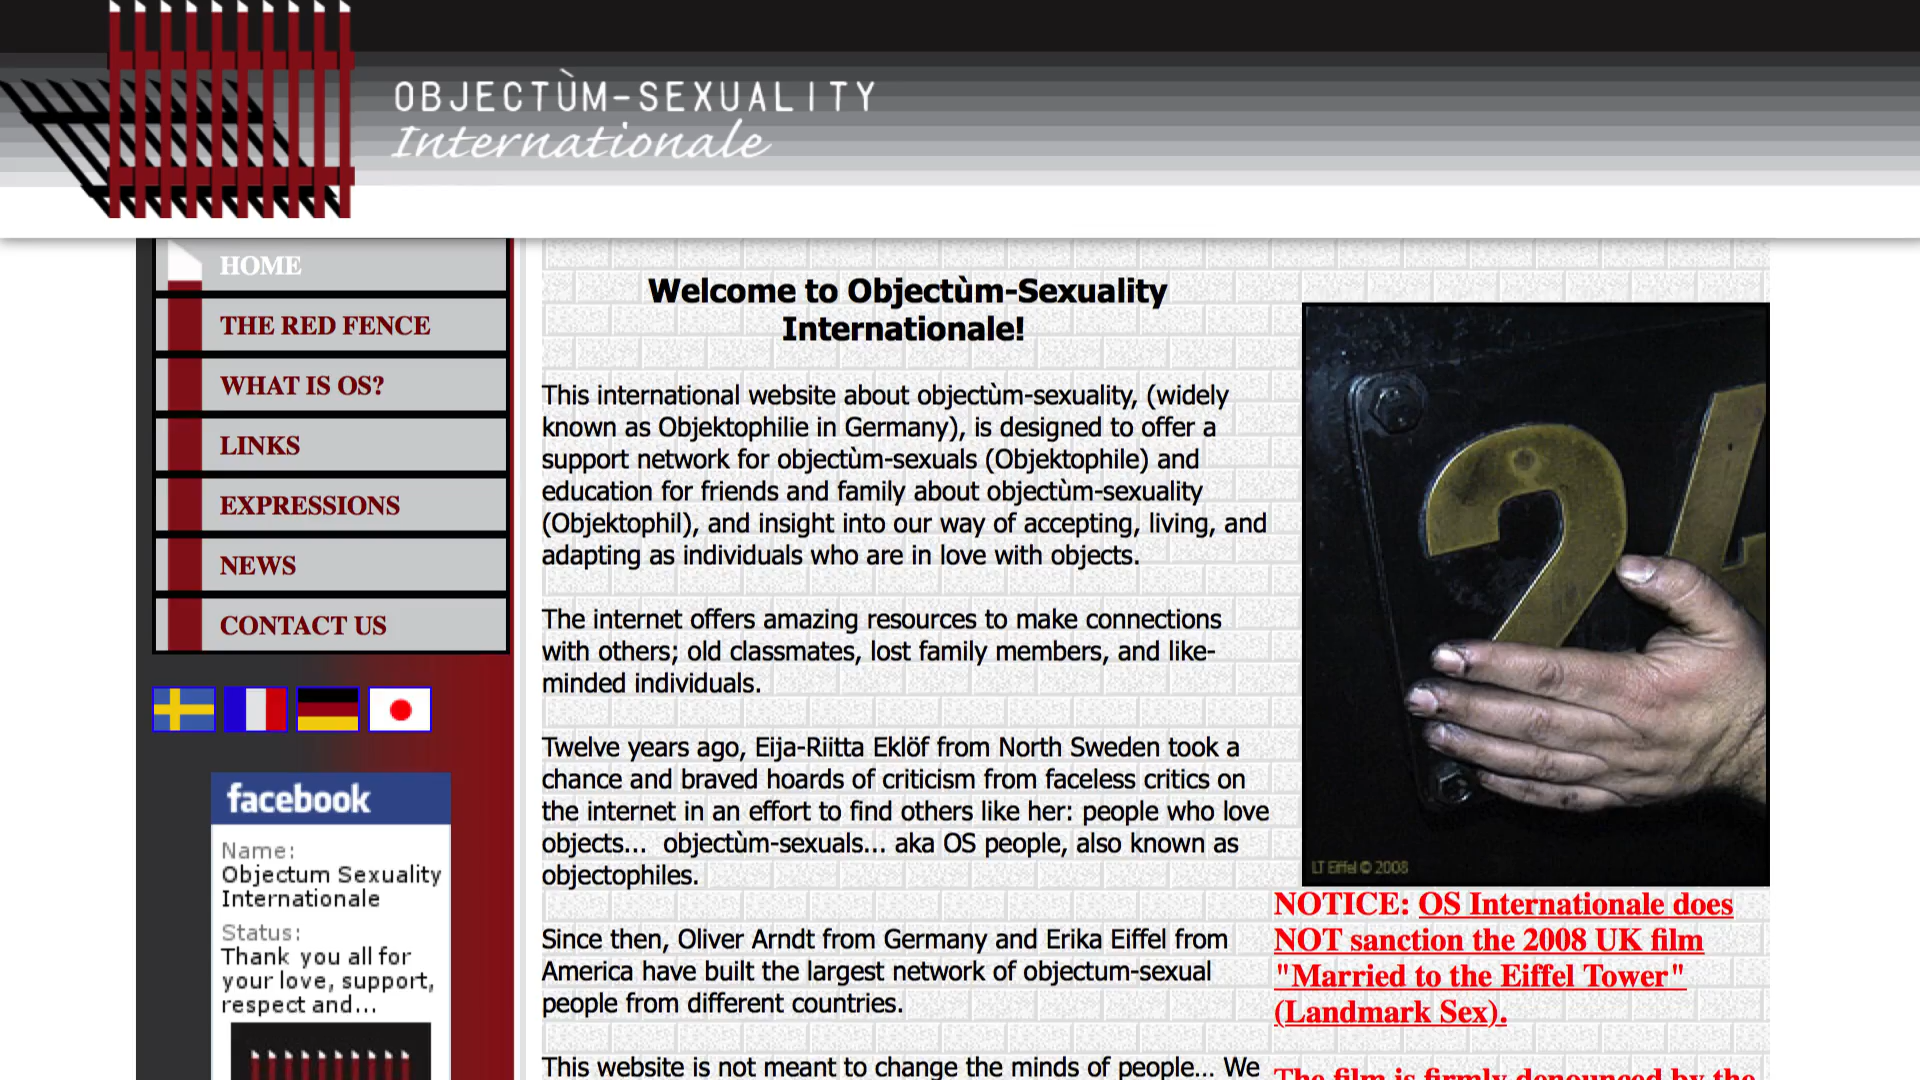 OBJECTÙM-SEXUALITY
Internationale
HOME
THE RED FENCE
WHAT IS OS?
LINKS
EXPRESSIONS
NEWS
CONTACT US
facebook
Name:
Objectum Sexuality
Internationale
Status:
Thank you all for
your love, support,
respect and...
Welcome to Objectùm-Sexuality
Internationale!
This international website about objectùm-sexuality, (widely
known as Objektophilie in Germany), is designed to offer a
support network for objectùm-sexuals (Objektophile) and
education for friends and family about objectùm-sexuality
(Objektophil), and insight into our way of accepting, living, and
adapting as individuals who are in love with objects.
The internet offers amazing resources to make connections
with others; old classmates, lost family members, and like-
minded individuals.
Twelve years ago, Eija-Riitta Eklöf from North Sweden took a
chance and braved hoards of criticism from faceless critics on
the internet in an effort to find others like her: people who love
objects...  objectùm-sexuals... aka OS people, also known as
objectophiles.
Since then, Oliver Arndt from Germany and Erika Eiffel from
America have built the largest network of objectum-sexual
people from different countries.
This website is not meant to change the minds of people... We
24
LT Eiffel © 2008
NOTICE: OS Internationale does
NOT sanction the 2008 UK film
"Married to the Eiffel Tower"
(Landmark Sex).
The film is firmly denounced by the